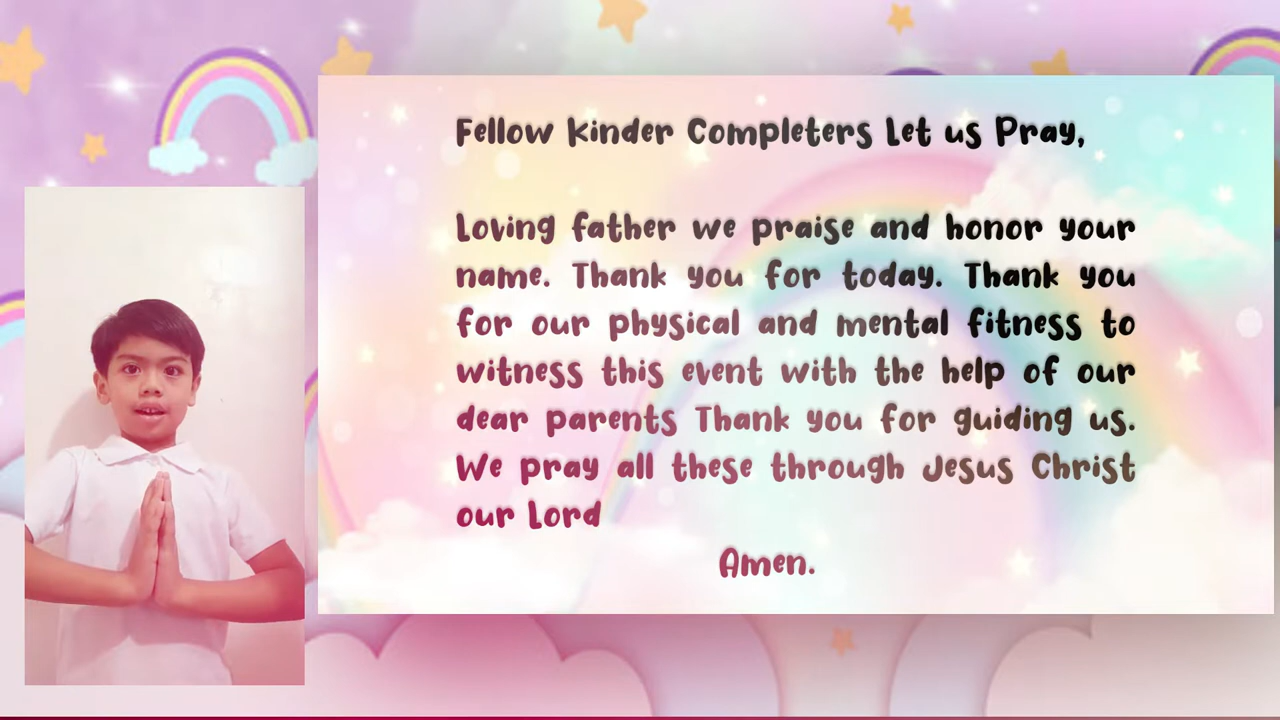 Fellow Kinder Completers Let us Pray,
Loving father we praise and honor your
name. Thank you for today. Thank you
for our physical and mental fitness to
witness this event with the help of our
dear parents Thank you for guiding us.
We pray all these through Jesus Christ
our Lord
Amen.